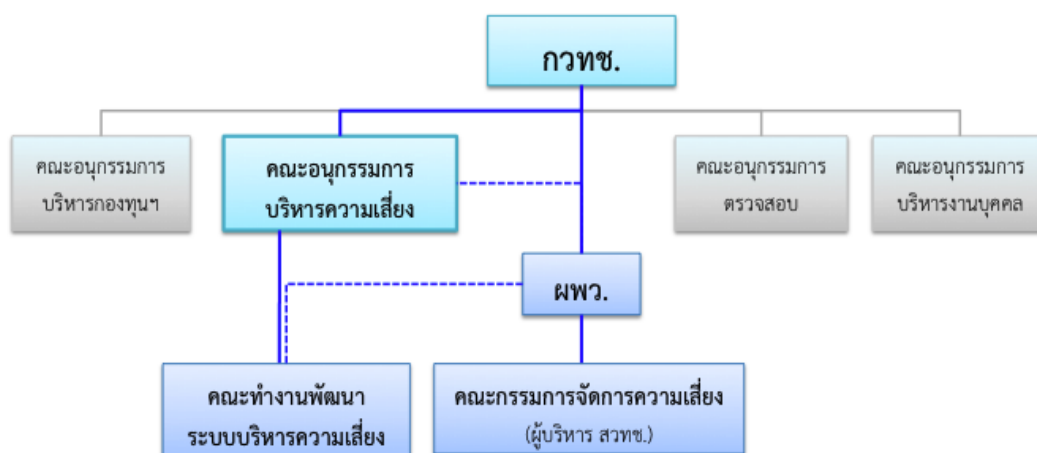 กวทช.
คณะอนุกรรมการ
บริหารกองทุนฯ
คณะอนุกรรมการ
บริหารความเสี่ยง
คณะอนุกรรมการ
ตรวจสอบ
คณะอนุกรรมการ
บริหารงานบุคคล
ผพว.
คณะทำงานพัฒนา
ระบบบริหารความเสี่ยง
คณะกรรมการจัดการความเสี่ยง
(ผู้บริหาร สวทช.)